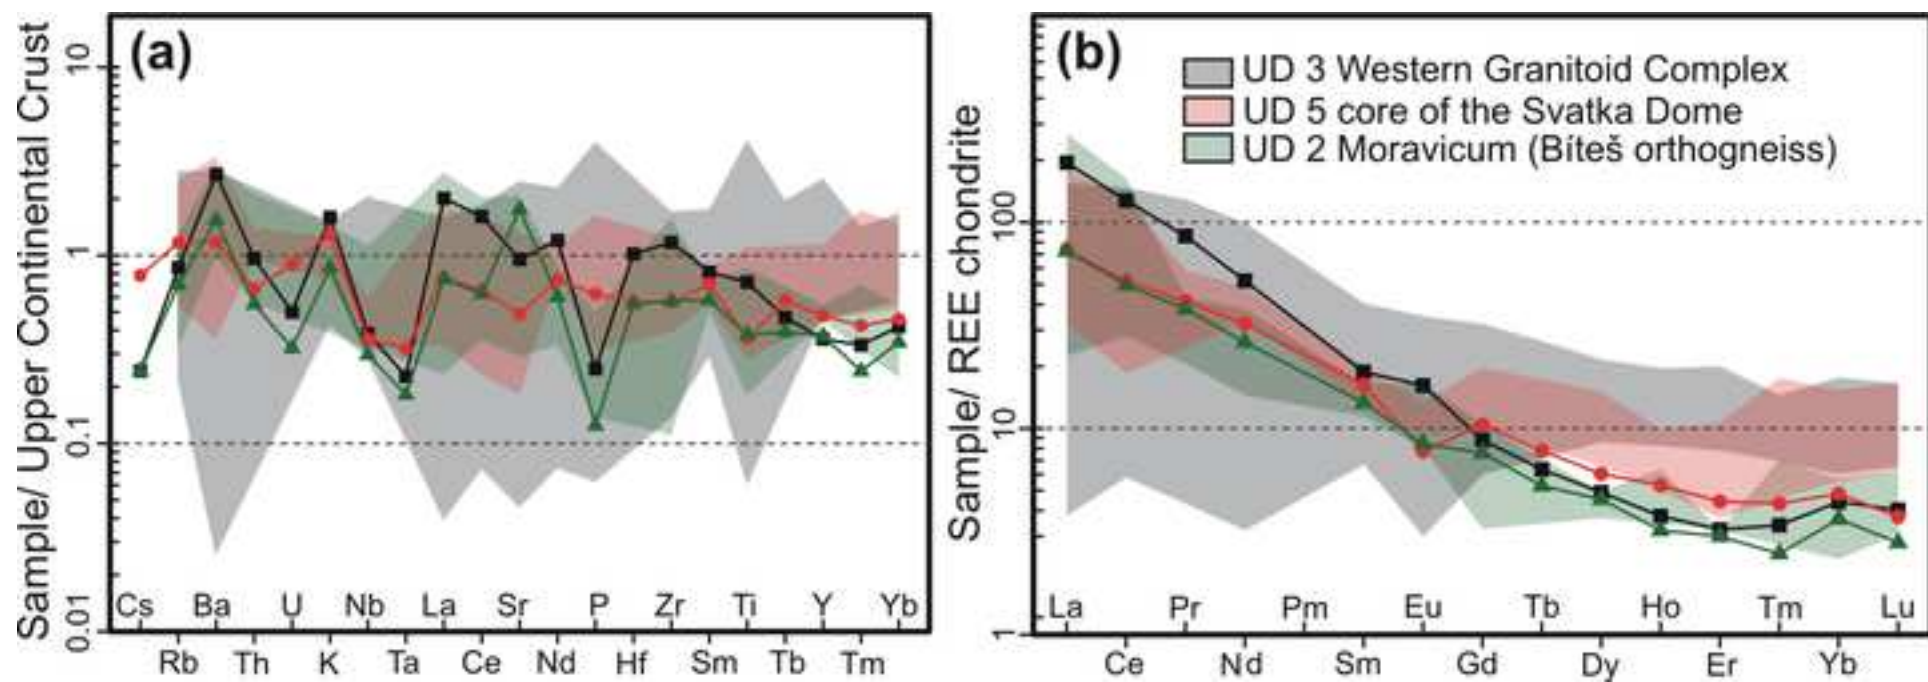 (a)
Sample/ Upper Continental Crust
10
1
0.1
0.01
Cs Ba U Nb La Sr P Zr Ti Y Yb
Rb Th K Ta Ce Nd Hf Sm Tb Tm
(b)
UD 3 Western Granitoid Complex
UD 5 core of the Svatka Dome
UD 2 Moravicum (Bíteš orthogneiss)
Sample/ REE chondrite
100
10
1
La Pr Pm Eu Tb Ho Tm Lu
Ce Nd Sm Gd Dy Er Yb